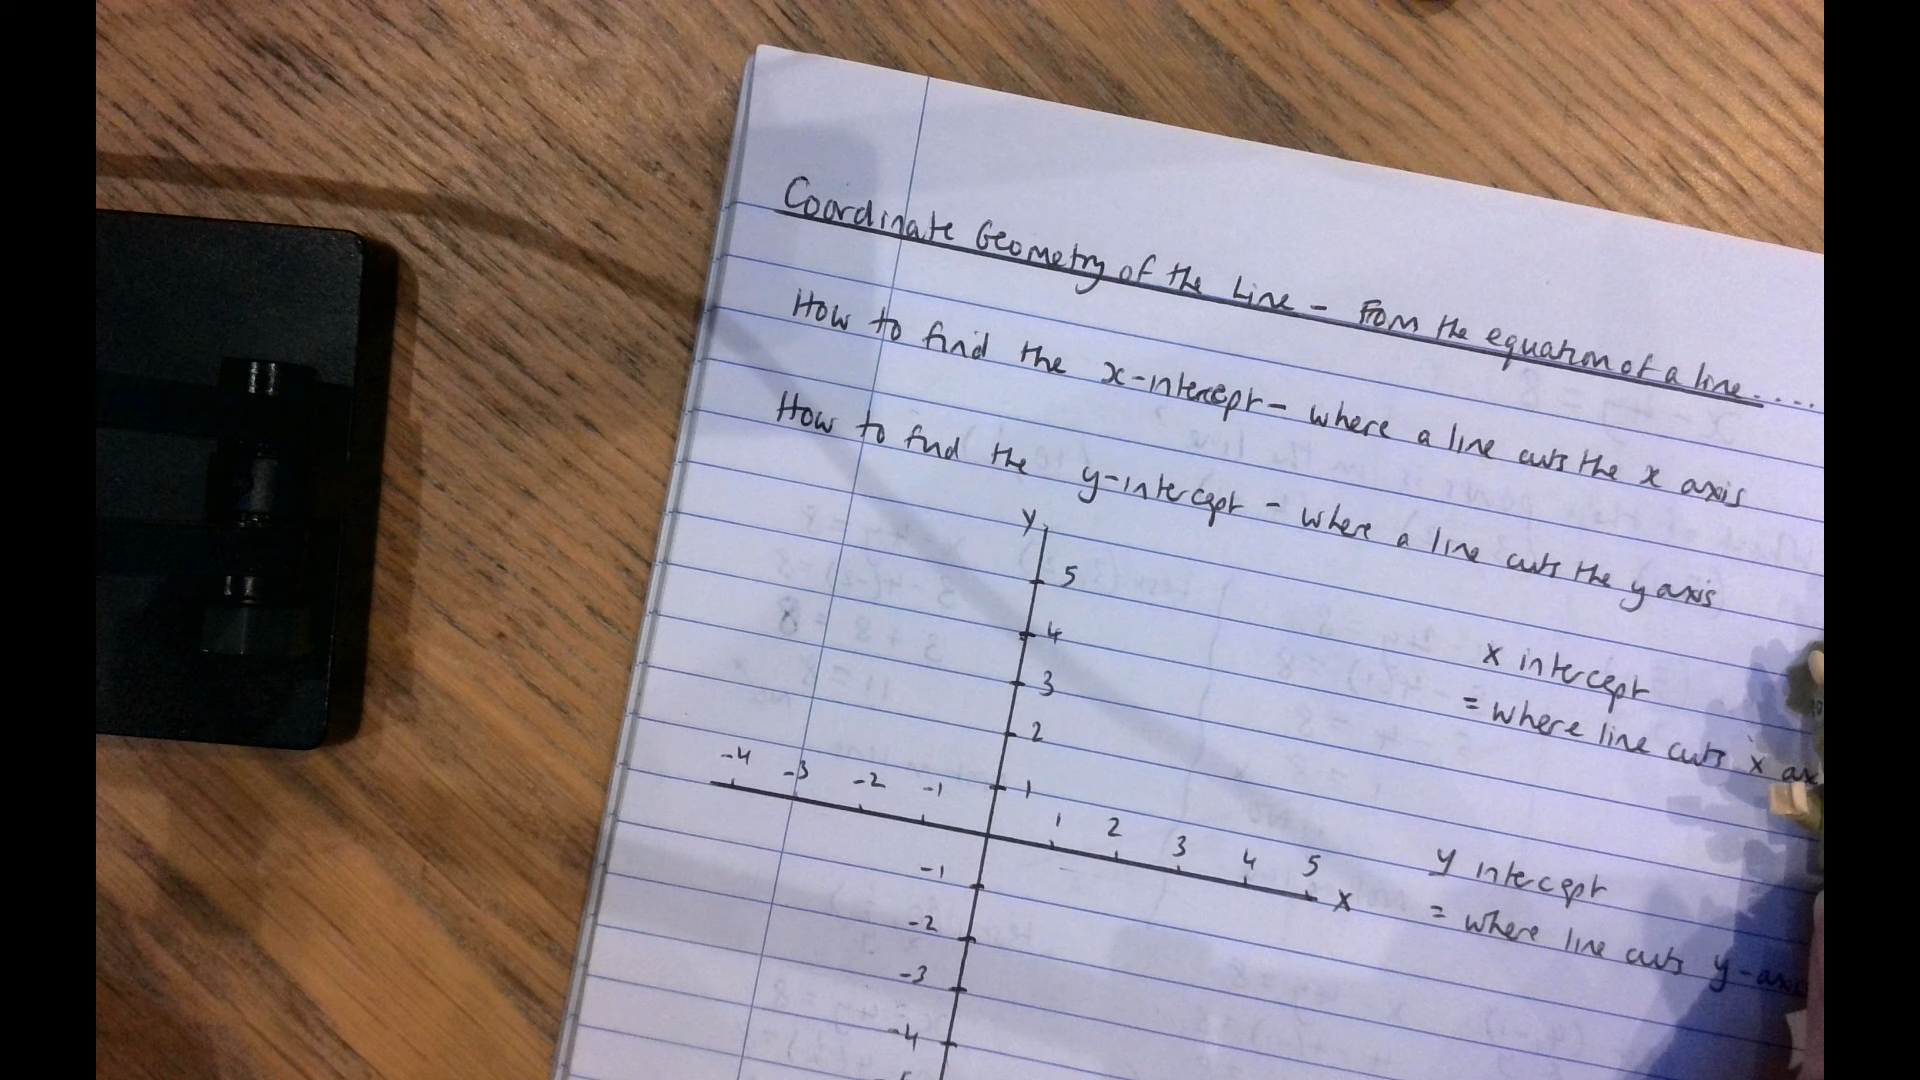 Coordinate Geometry of the Line - From the equation of a line....
How to find the x-intercept - where a line cuts the x axis
How to find the y-intercept - where a line cuts the y axis
y
5
4
3
2
1
-4 -3 -2 -1
1 2 3 4 5 x
-1
-2
-3
-4
x intercept
= where line cuts x ax
y intercept
= where line cuts y-ax